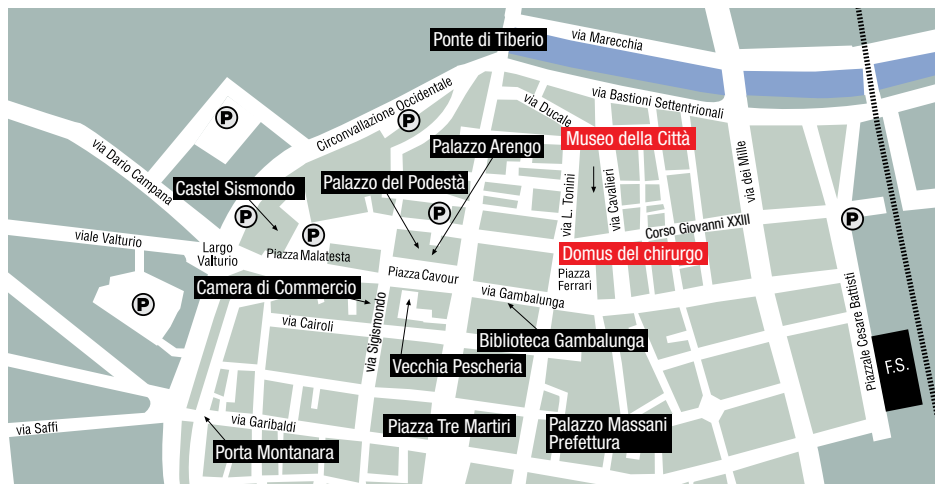 Ponte di Tiberio
via Marecchia
via Bastioni Settentrionali
via Ducale
Circonvallazione Occidentale
P
P
Museo della Città
Palazzo Arengo
via Dario Campana
via dei Mille
Castel Sismondo
Palazzo del Podestà
via L. Tonini
via Cavalieri
P
P
P
P
Corso Giovanni XXIII
viale Valturio
Largo
Valturio
Piazza Malatesta
Domus del chirurgo
Piazza Cavour
Piazza
Ferrari
Camera di Commercio
P
via Gambalunga
via Sigismondo
via Cairoli
Biblioteca Gambalunga
Piazzale Cesare Battisti
F.S.
Vecchia Pescheria
via Garibaldi
via Saffi
Piazza Tre Martiri
Palazzo Massani
Prefettura
Porta Montanara